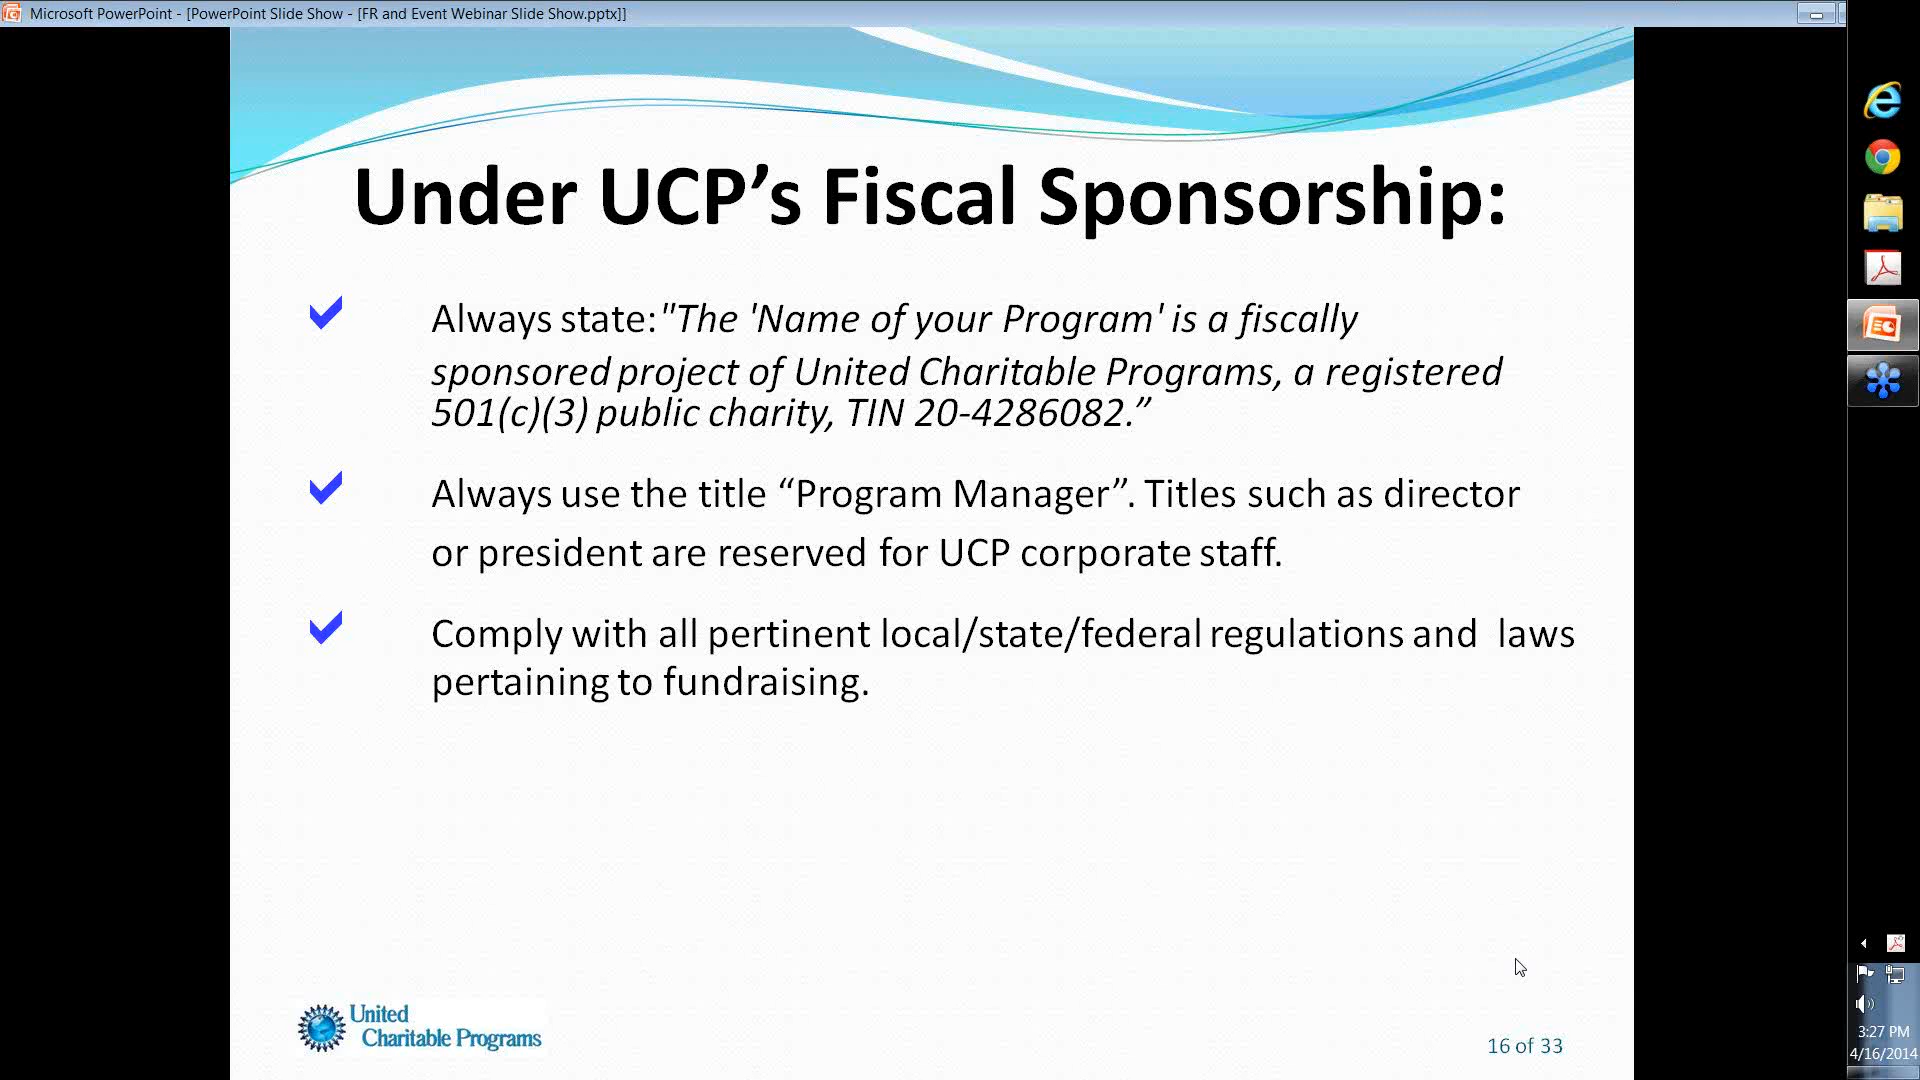 Microsoft PowerPoint - [PowerPoint Slide Show - [FR and Event Webinar Slide Show.pptx]]
Under UCP’s Fiscal Sponsorship:
Always state: "The 'Name of your Program' is a fiscally
sponsored project of United Charitable Programs, a registered
501(c)(3) public charity, TIN 20-4286082.”
Always use the title “Program Manager”. Titles such as director
or president are reserved for UCP corporate staff.
Comply with all pertinent local/state/federal regulations and laws
pertaining to fundraising.
United
Charitable Programs
16 of 33
3:27 PM
4/16/2014